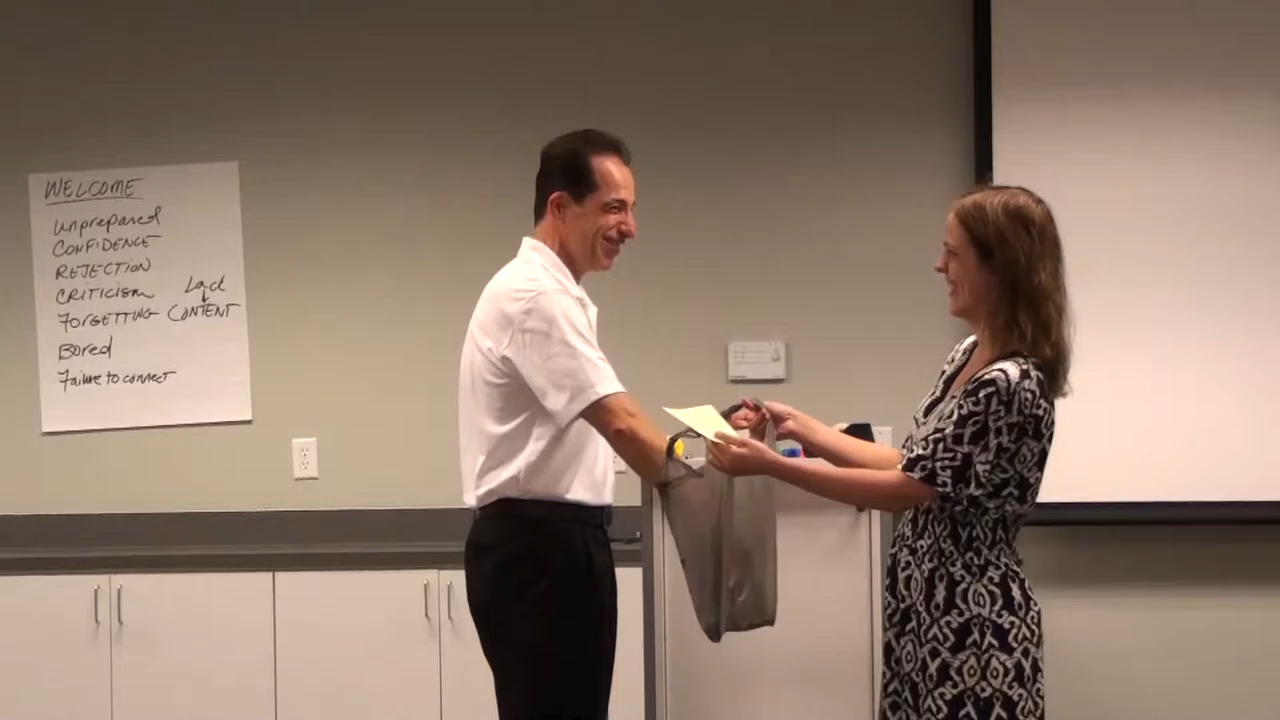 WELCOME
unprepared
CONFIDENCE
REJECTION
CRITICISM Lack
FORGETTING CONTENT
Bored
Failure to connect